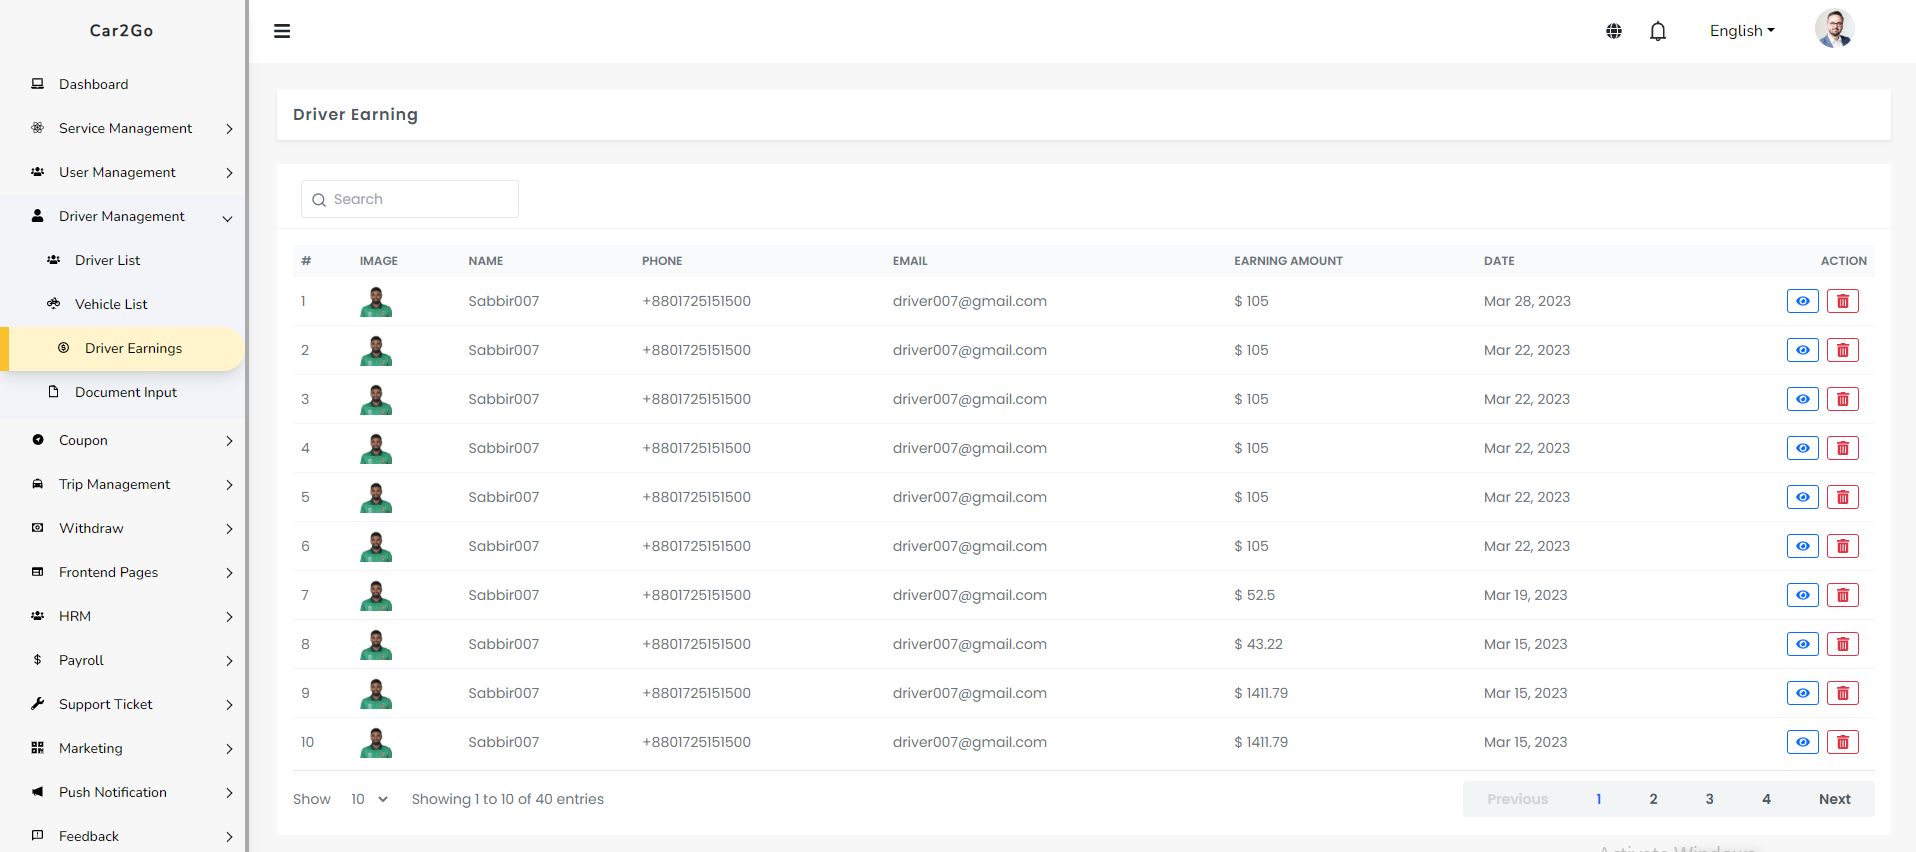 Car2Go
English
Dashboard
Service Management
User Management
Driver Management
Driver List
Vehicle List
Driver Earnings
Document Input
Coupon
Trip Management
Withdraw
Frontend Pages
HRM
Payroll
Support Ticket
Marketing
Push Notification
Feedback
Driver Earning
Search
# IMAGE NAME PHONE EMAIL EARNING AMOUNT DATE ACTION
1 Sabbir007 +8801725151500 driver007@gmail.com $ 105 Mar 28, 2023
2 Sabbir007 +8801725151500 driver007@gmail.com $ 105 Mar 22, 2023
3 Sabbir007 +8801725151500 driver007@gmail.com $ 105 Mar 22, 2023
4 Sabbir007 +8801725151500 driver007@gmail.com $ 105 Mar 22, 2023
5 Sabbir007 +8801725151500 driver007@gmail.com $ 105 Mar 22, 2023
6 Sabbir007 +8801725151500 driver007@gmail.com $ 105 Mar 22, 2023
7 Sabbir007 +8801725151500 driver007@gmail.com $ 52.5 Mar 19, 2023
8 Sabbir007 +8801725151500 driver007@gmail.com $ 43.22 Mar 15, 2023
9 Sabbir007 +8801725151500 driver007@gmail.com $ 1411.79 Mar 15, 2023
10 Sabbir007 +8801725151500 driver007@gmail.com $ 1411.79 Mar 15, 2023
Show 10 Showing 1 to 10 of 40 entries Previous 1 2 3 4 Next
Activate Windows